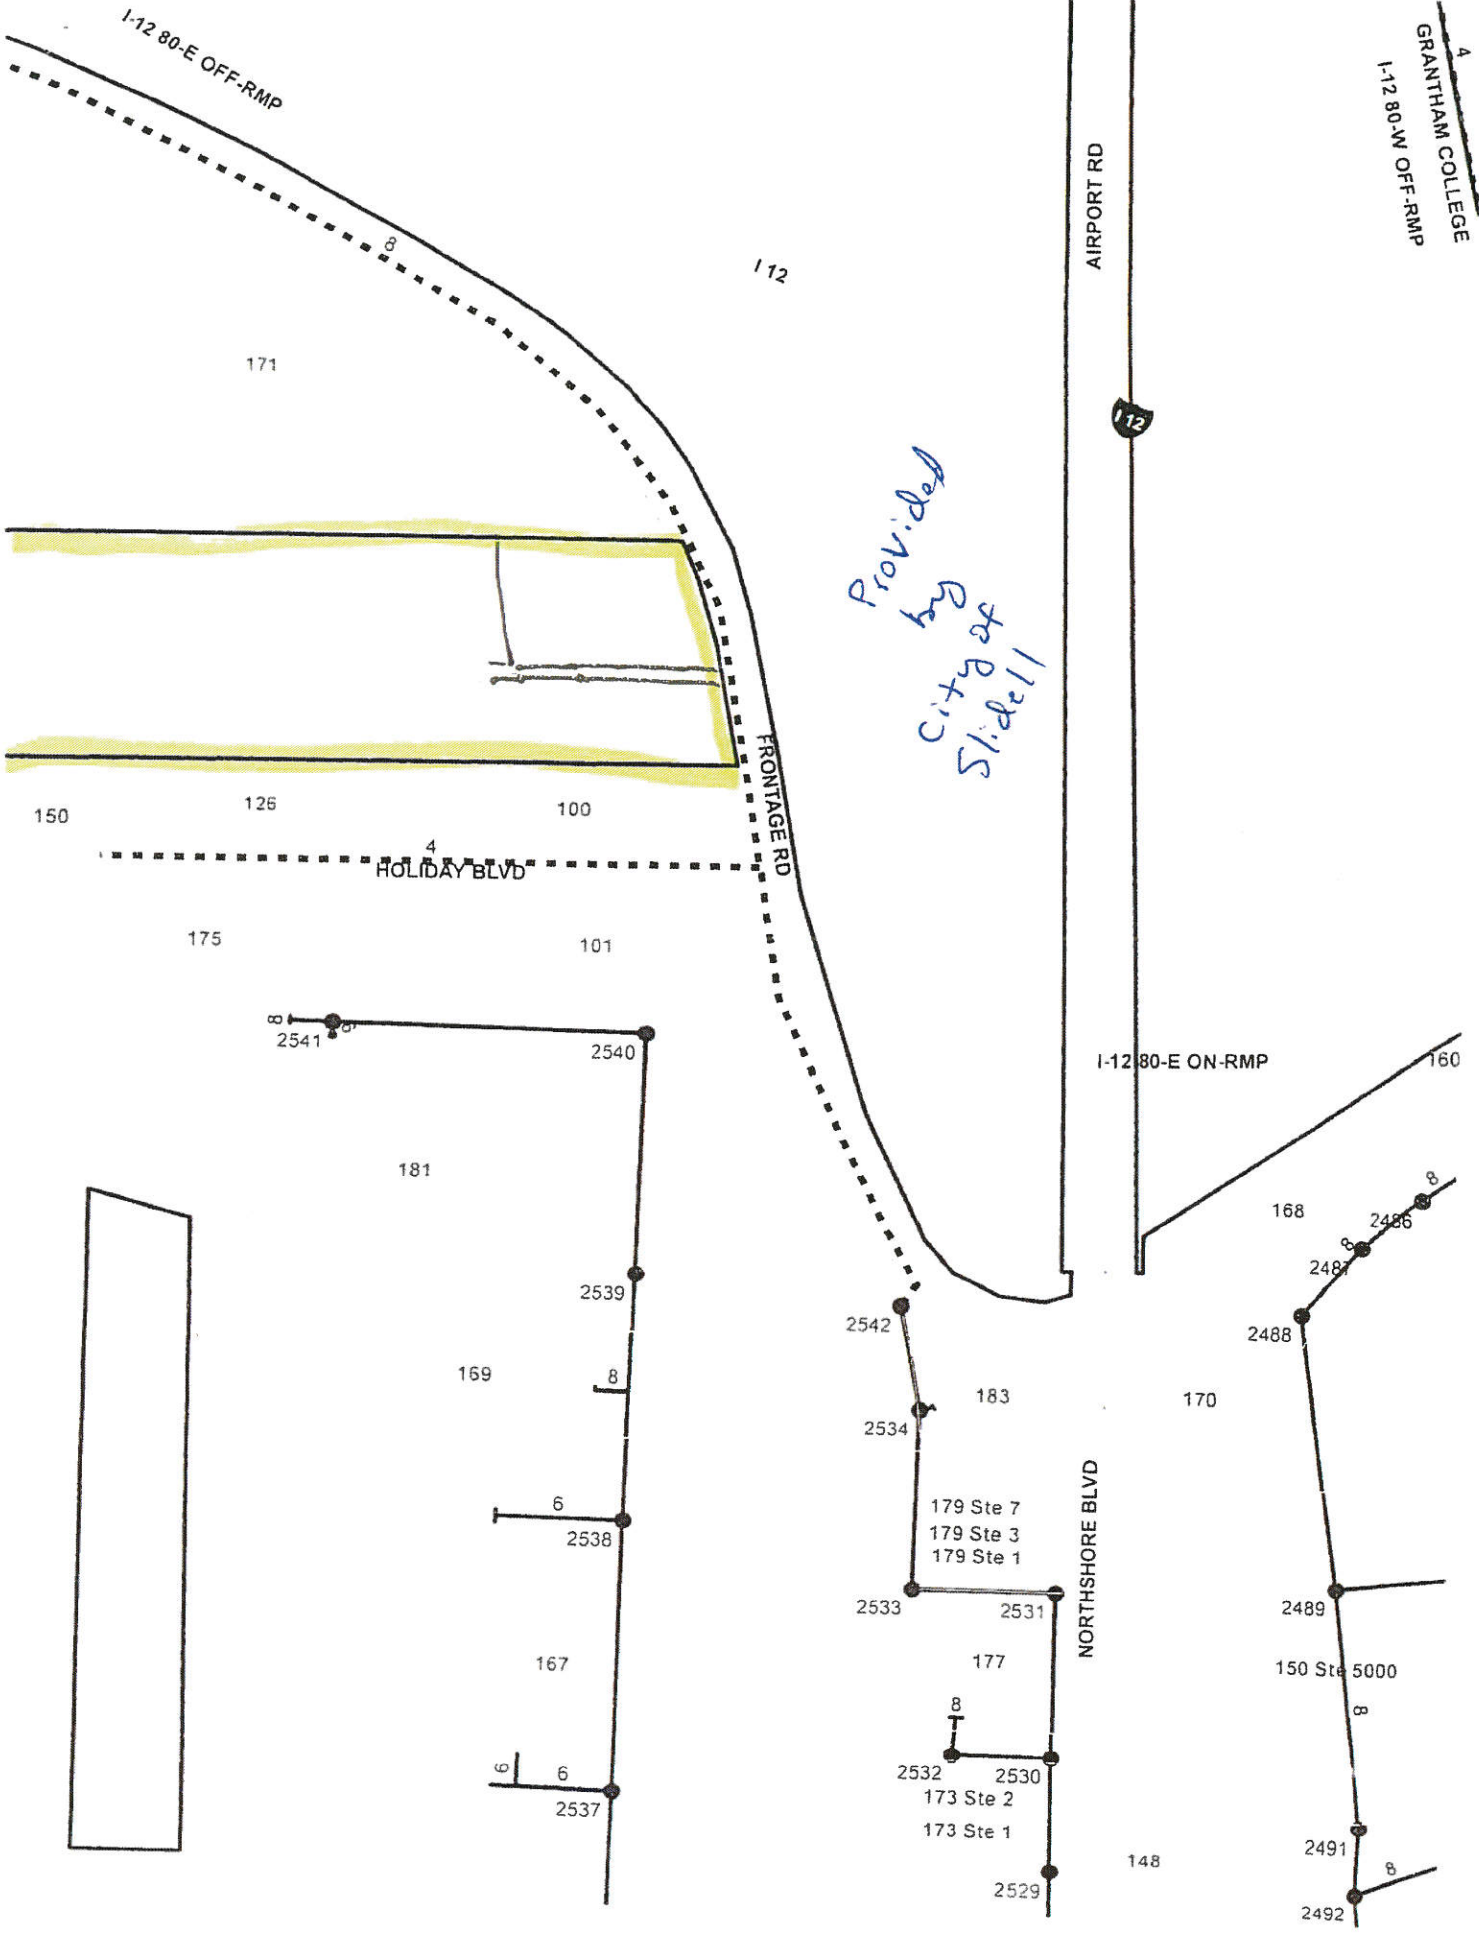 I-12 80-E OFF-RMP
4
GRANTHAM COLLEGE
I-12 80-W OFF-RMP
AIRPORT RD
8
I 12
171
I 12
Provided
by
City of
Slidell
FRONTAGE RD
150
126
100
4
HOLIDAY BLVD
175
101
8
2541
6
2540
I-12 80-E ON-RMP
160
181
8
168
2486
8
2487
2539
2542
2488
169
8
183
170
2534
6
2538
179 Ste 7
179 Ste 3
179 Ste 1
NORTHSHORE BLVD
2533
2531
2489
167
177
150 Ste 5000
8
8
6
6
2537
2532
2530
173 Ste 2
173 Ste 1
2491
148
8
2529
2492